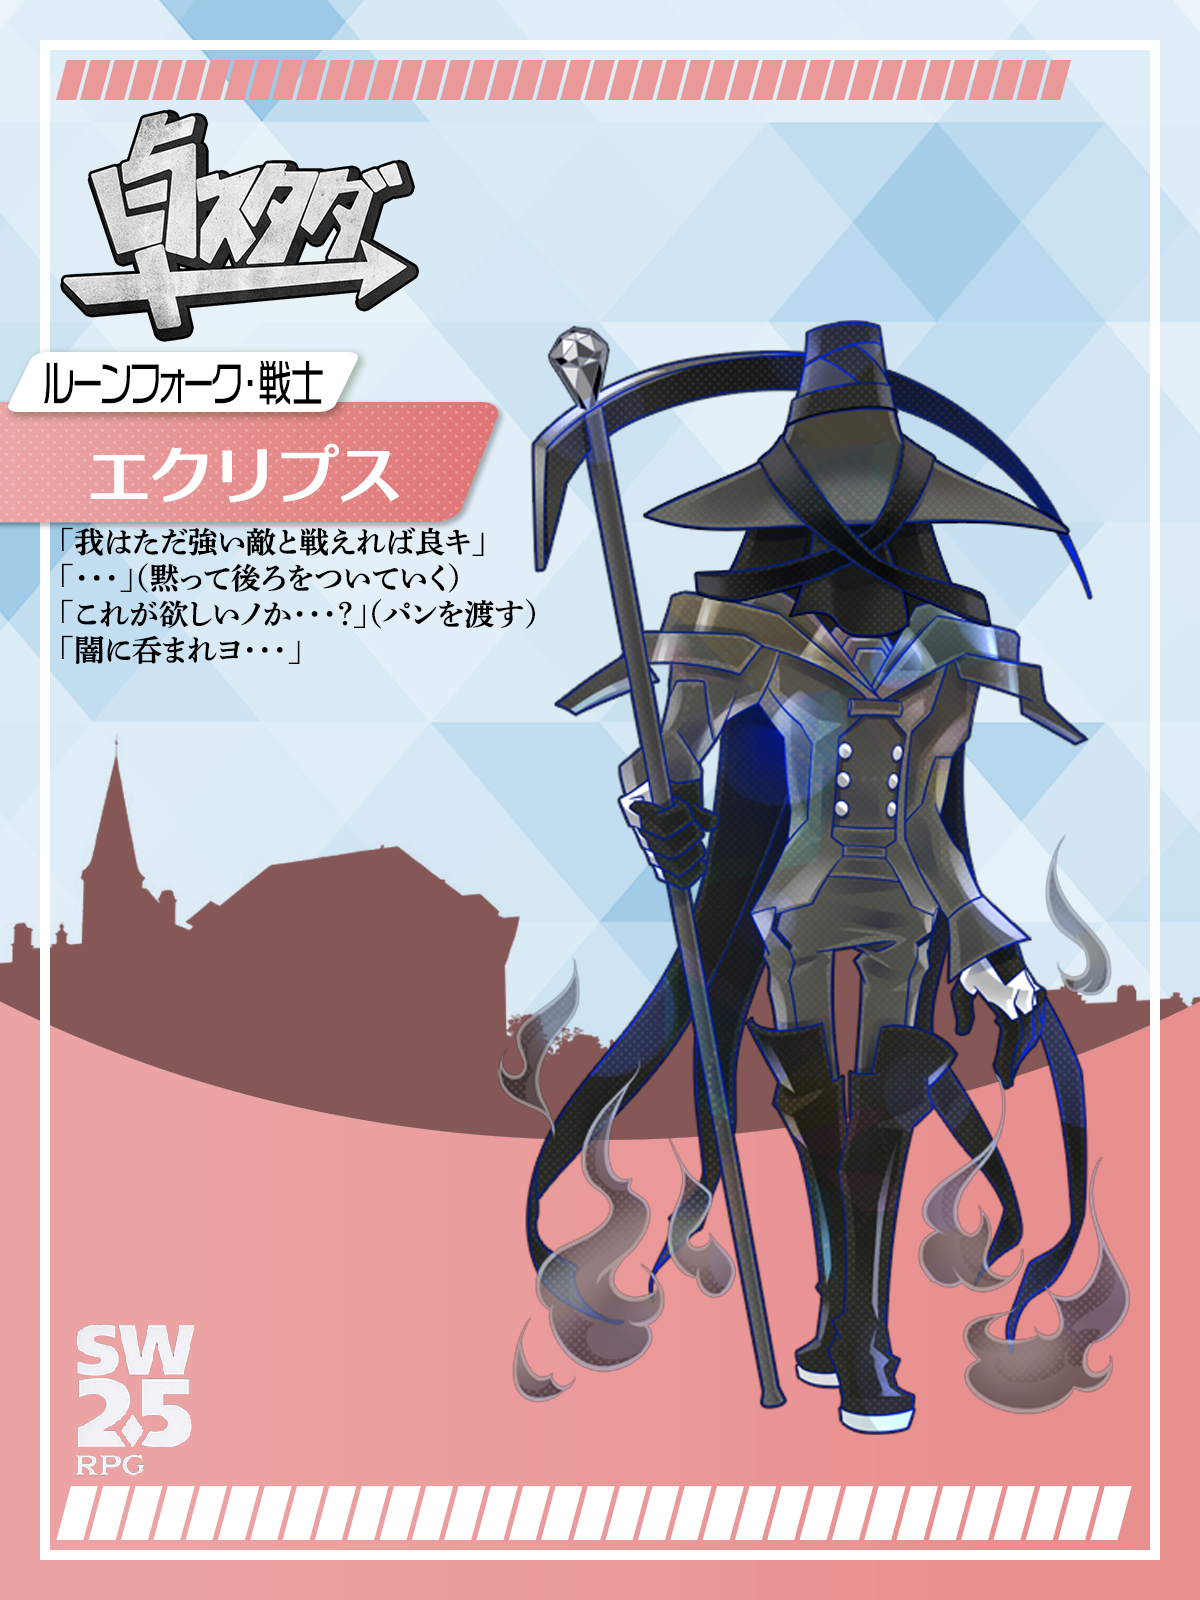 卓スタダ
ルーンフォーク・戦士
エクリプス
「我はただ強い敵と戦えれば良キ」
「・・・」（黙って後ろをついていく）
「これが欲しいノか・・・？」（パンを渡す）
「闇に呑まれヨ・・・」
SW
2.5
RPG